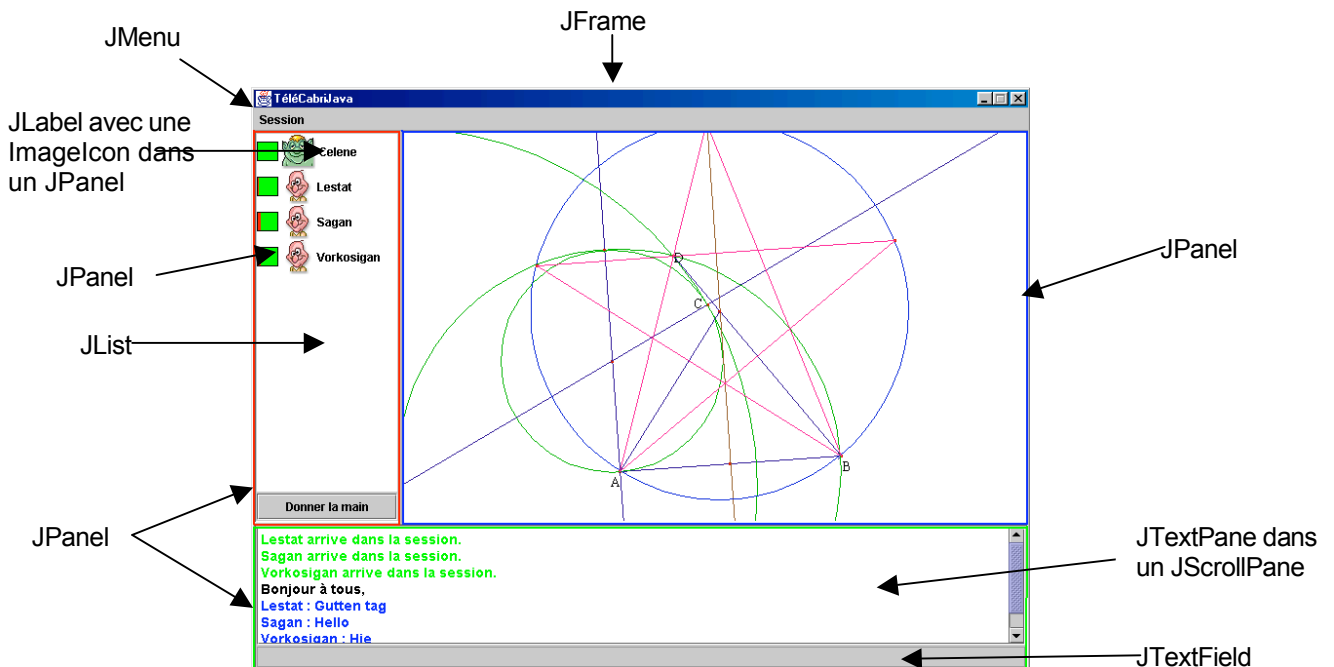 JFrame
JMenu
TéléCabriJava
Session
JLabel avec une
ImageIcon dans
un JPanel
Celene
Lestat
Sagan
Vorkosigan
JPanel
JList
D
C
A
B
JPanel
Donner la main
JPanel
Lestat arrive dans la session.
Sagan arrive dans la session.
Vorkosigan arrive dans la session.
Bonjour à tous,
Lestat : Gutten tag
Sagan : Hello
Vorkosigan : Hie
JTextPane dans
un JScrollPane
JTextField